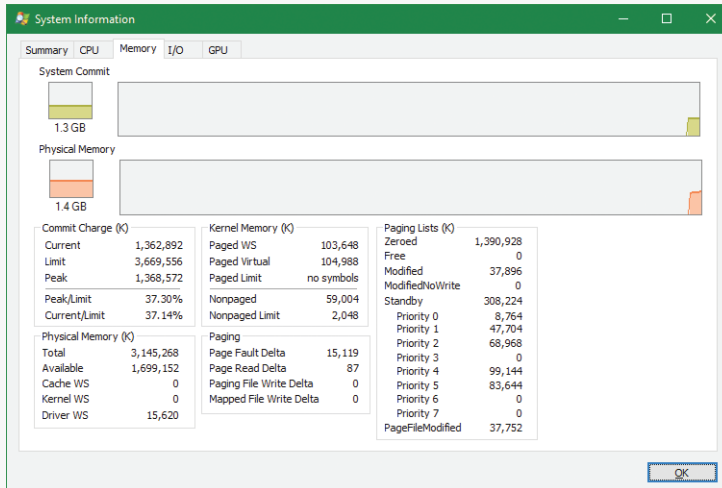 System Information
Summary CPU Memory I/O GPU
System Commit
1.3 GB
Physical Memory
1.4 GB
Commit Charge (K)
Current 1,362,892
Limit 3,669,556
Peak 1,368,572
Peak/Limit 37.30%
Current/Limit 37.14%
Physical Memory (K)
Total 3,145,268
Available 1,699,152
Cache WS 0
Kernel WS 0
Driver WS 15,620
Kernel Memory (K)
Paged WS 103,648
Paged Virtual 104,988
Paged Limit no symbols
Nonpaged 59,004
Nonpaged Limit 2,048
Paging
Page Fault Delta 15,119
Page Read Delta 87
Paging File Write Delta 0
Mapped File Write Delta 0
Paging Lists (K)
Zeroed 1,390,928
Free 0
Modified 37,896
ModifiedNoWrite 0
Standby 308,224
Priority 0 8,764
Priority 1 47,704
Priority 2 68,968
Priority 3 0
Priority 4 99,144
Priority 5 83,644
Priority 6 0
Priority 7 0
PageFileModified 37,752
OK